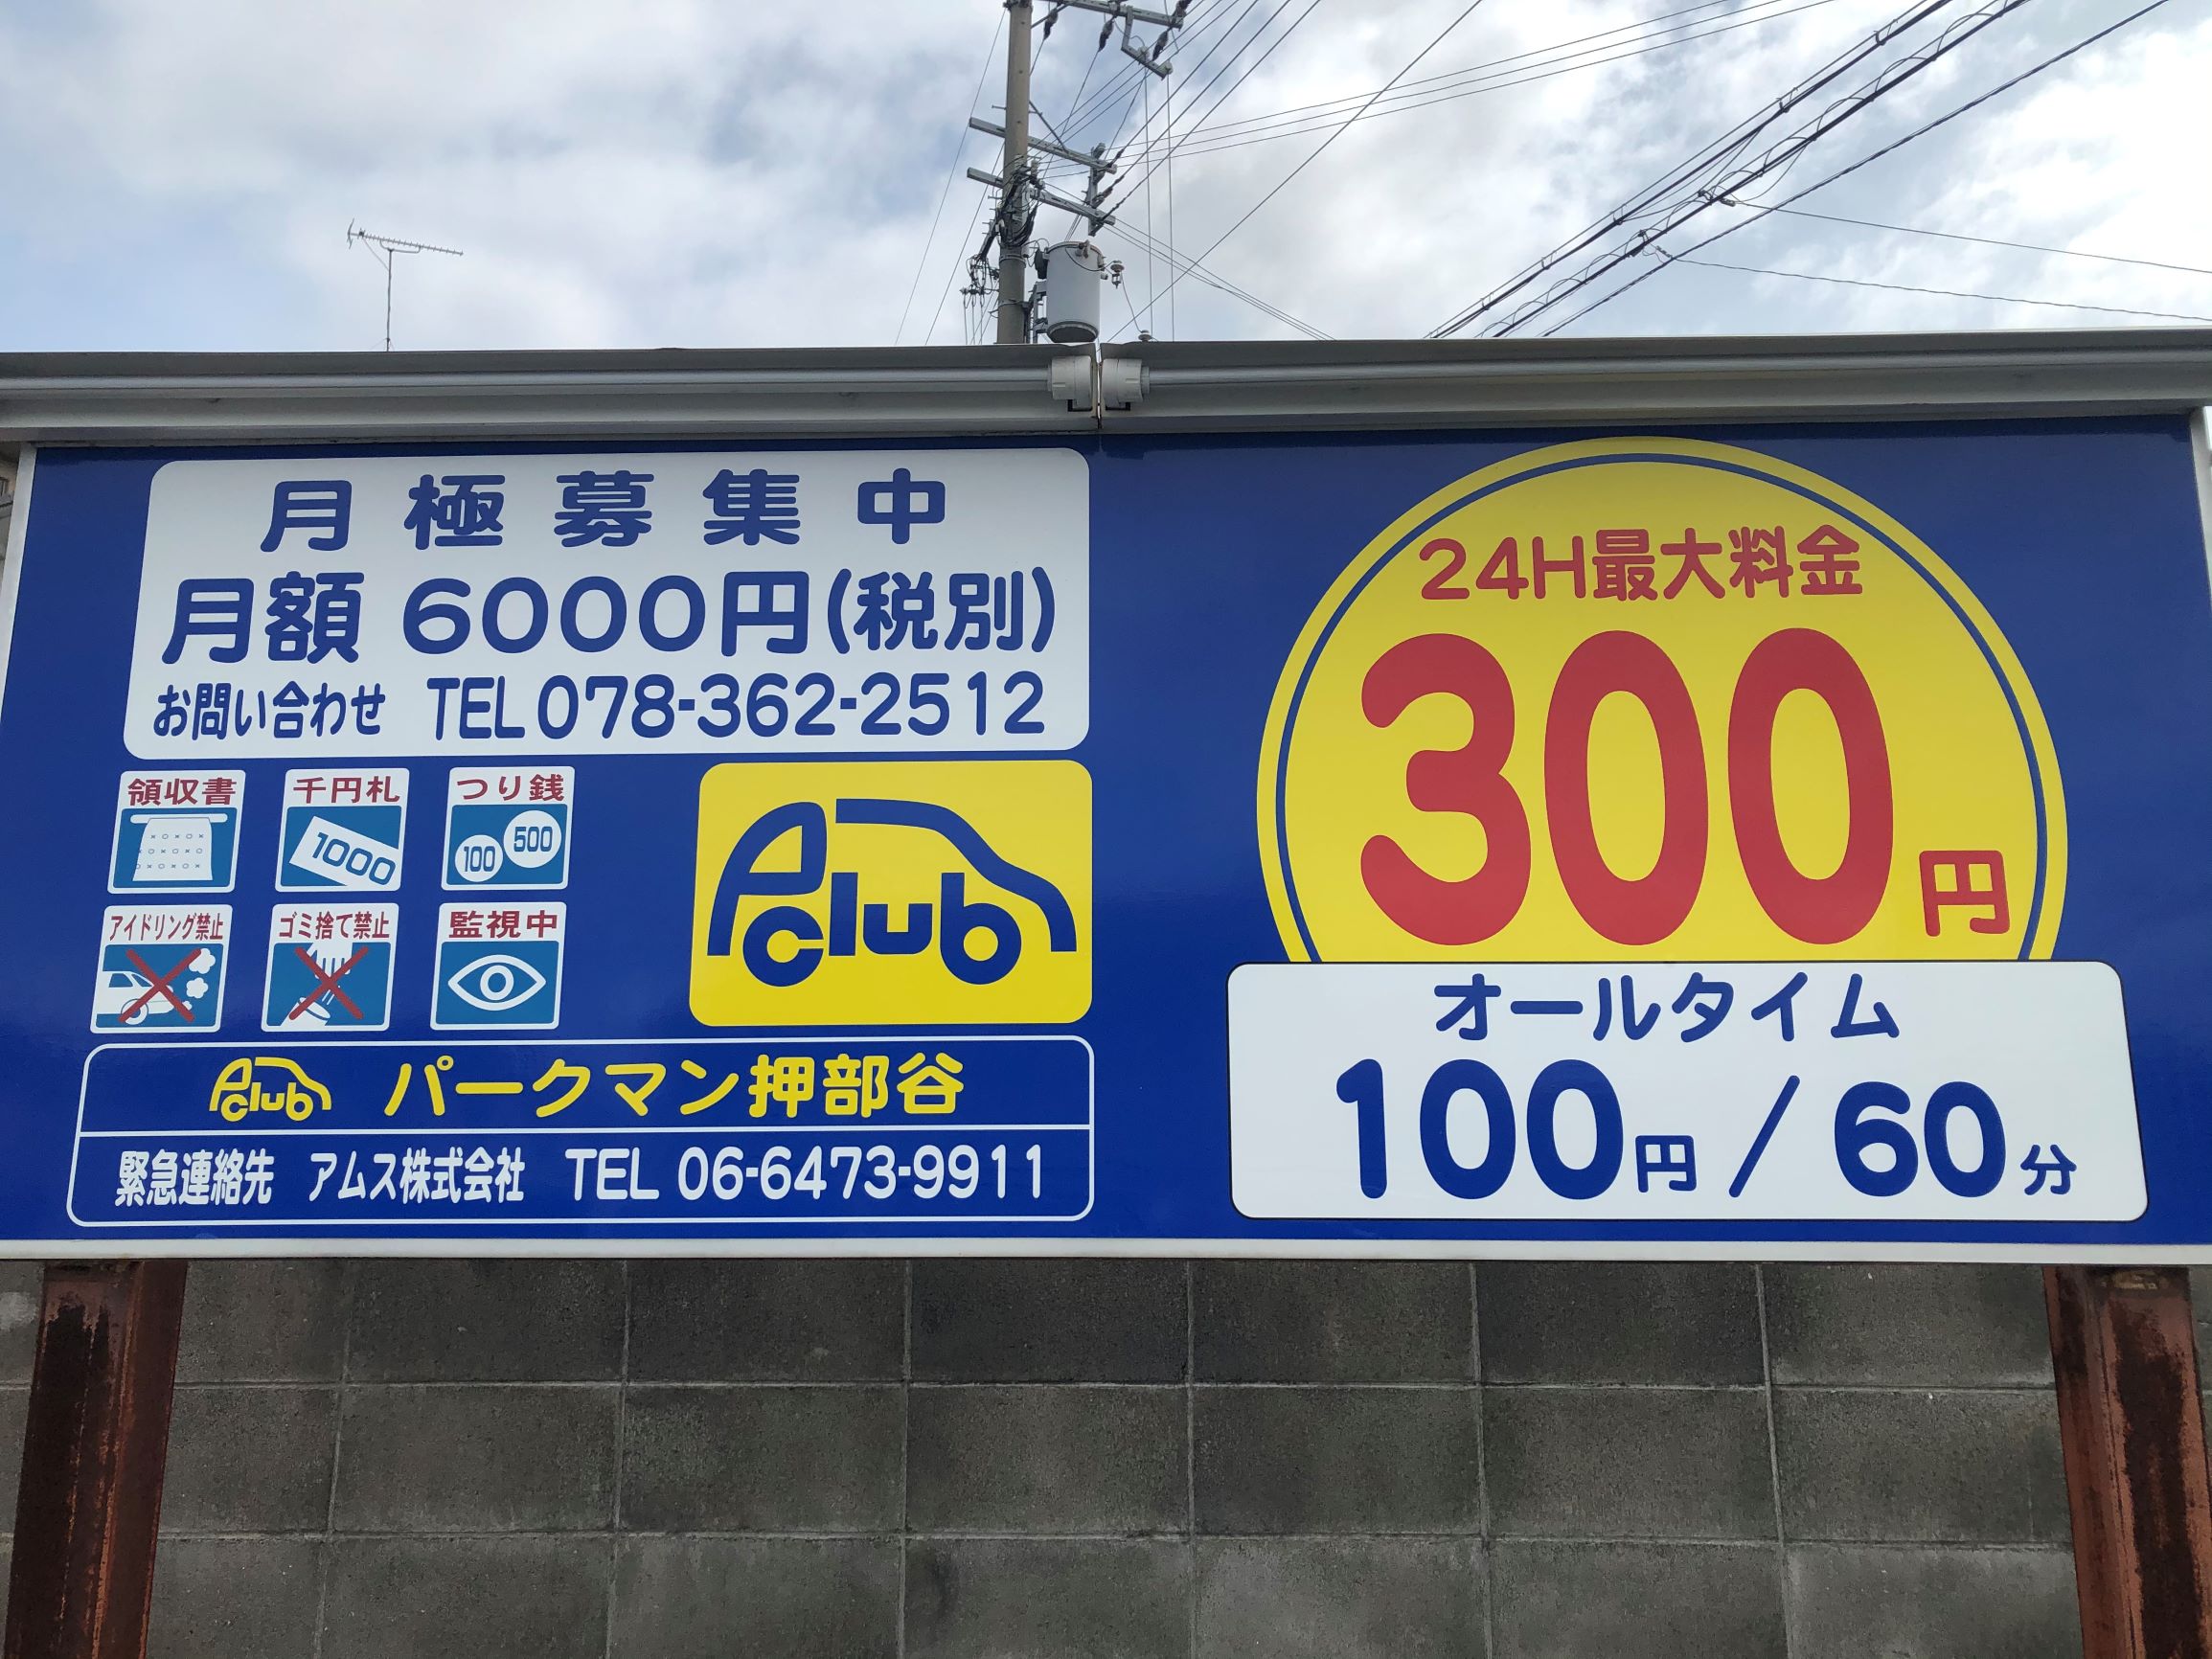 月極募集中
月額 6000円(税別)
お問い合わせ TEL078-362-2512
領収書
千円札
1000
つり銭
100 500
アイドリング禁止
ゴミ捨て禁止
監視中
P club
P club パークマン押部谷
緊急連絡先 アムス株式会社 TEL 06-6473-9911
24H最大料金
300円
オールタイム
100円/60分